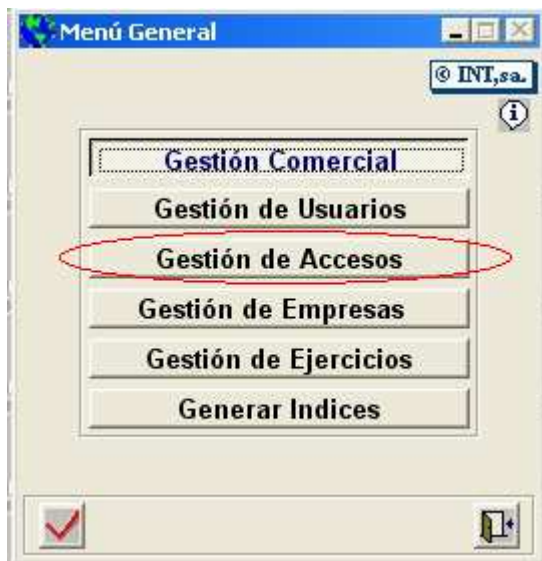 Menú General
© INT,sa.
Gestión Comercial
Gestión de Usuarios
Gestión de Accesos
Gestión de Empresas
Gestión de Ejercicios
Generar Indices